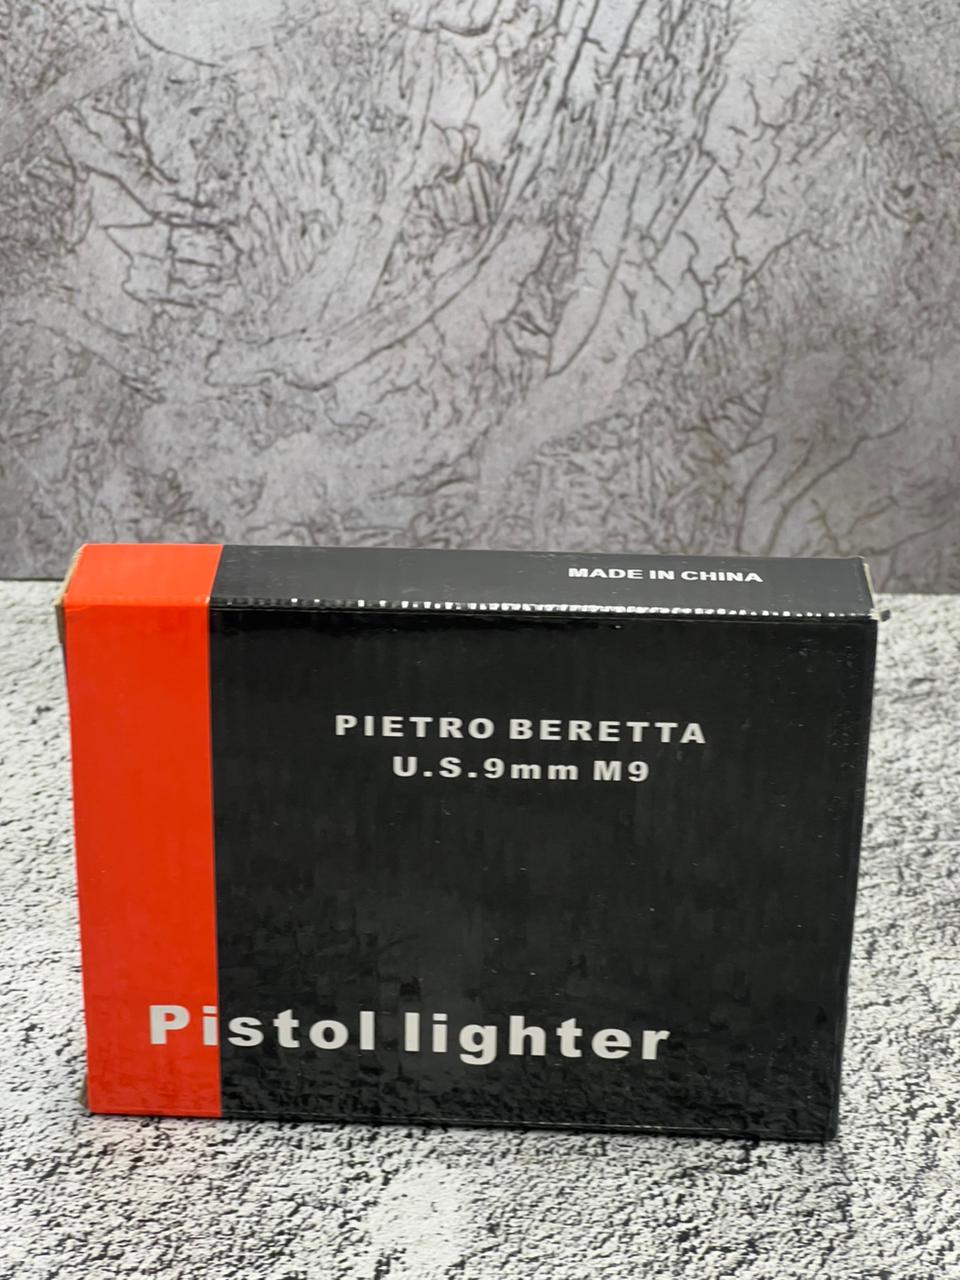 MADE IN CHINA
PIETRO BERETTA
U.S.9mm M9
Pistol lighter